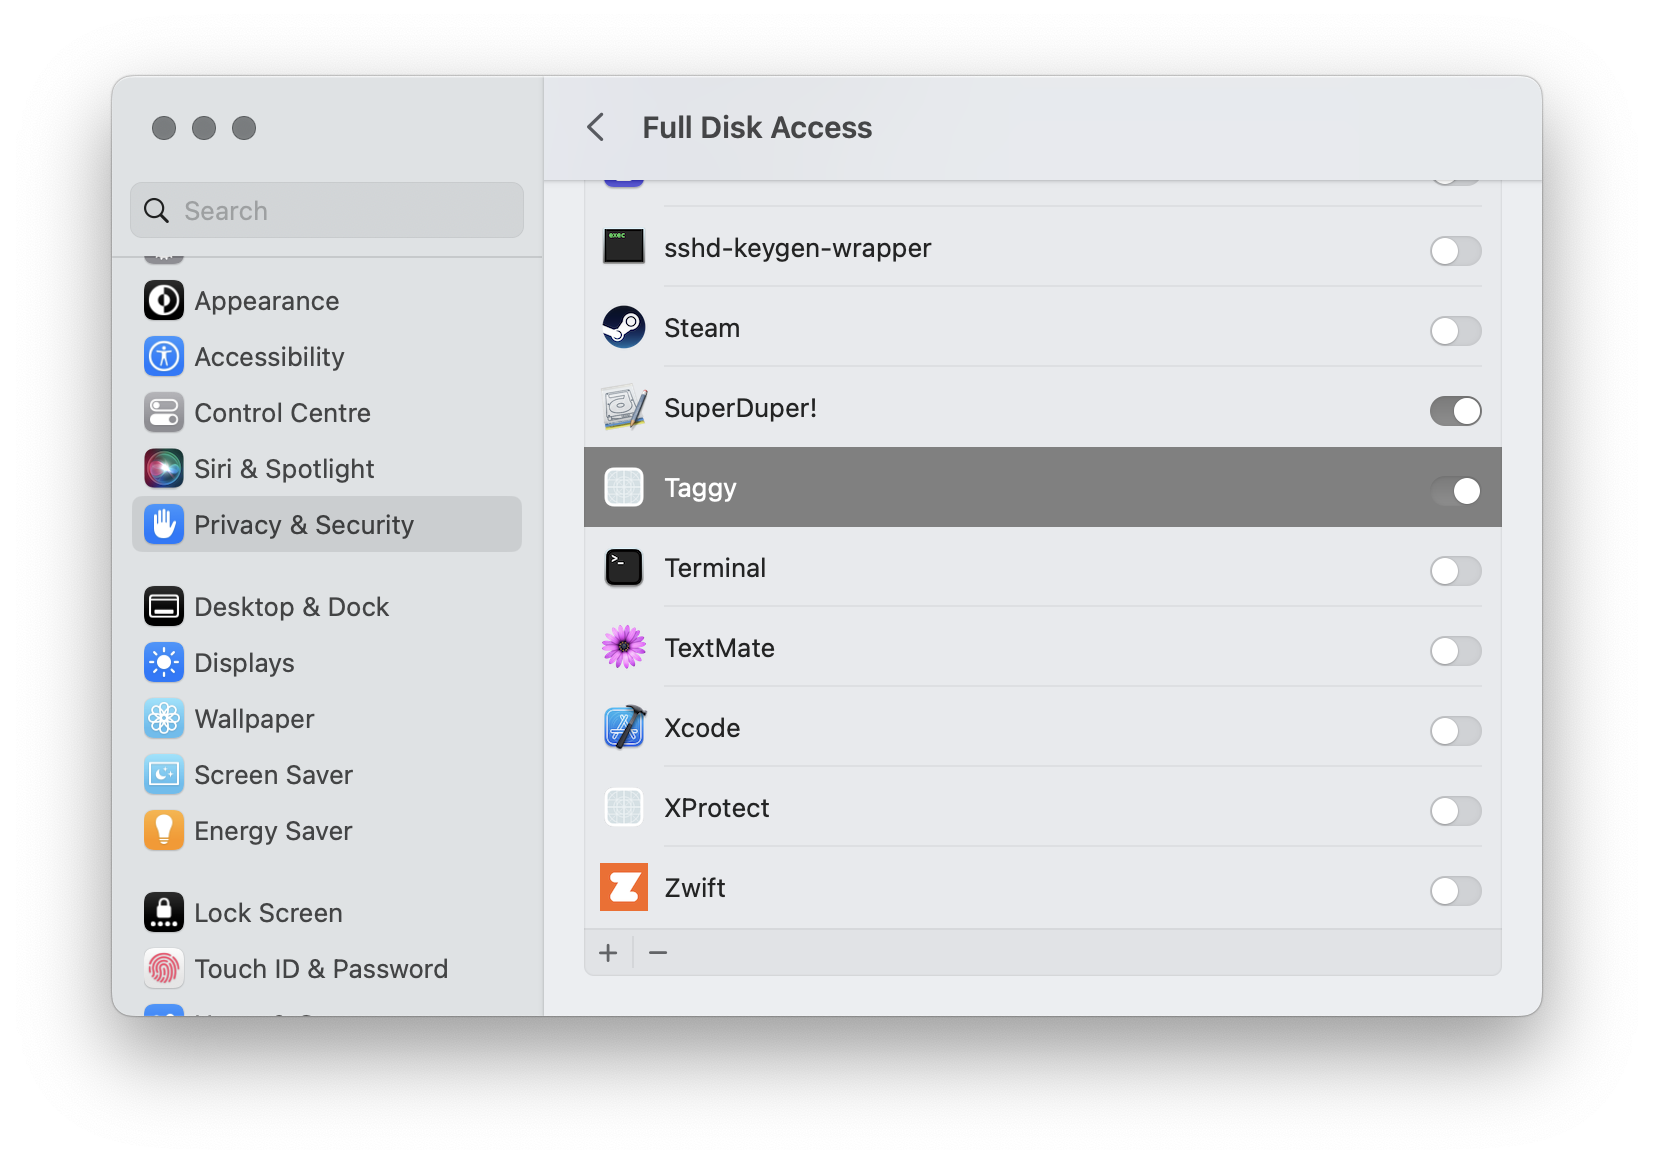 Full Disk Access
Search
Appearance
Accessibility
Control Centre
Siri & Spotlight
Privacy & Security
Desktop & Dock
Displays
Wallpaper
Screen Saver
Energy Saver
Lock Screen
Touch ID & Password
exec
sshd-keygen-wrapper
Steam
SuperDuper!
Taggy
Terminal
TextMate
Xcode
XProtect
Zwift